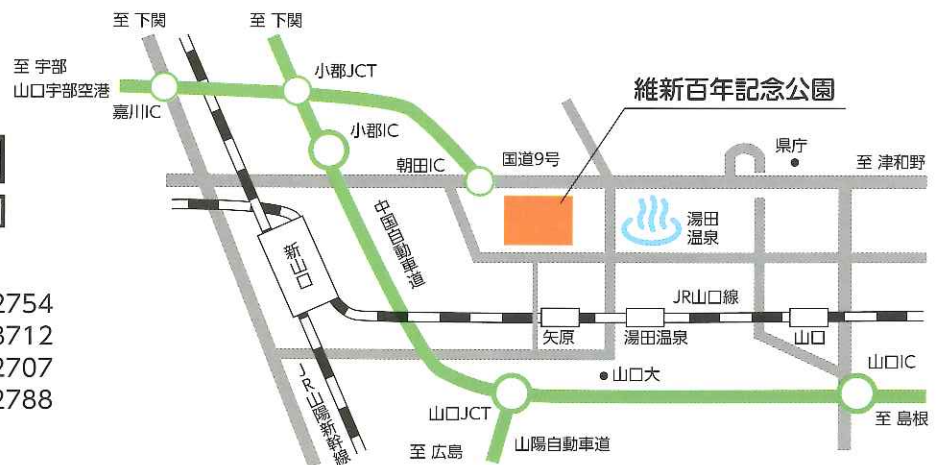 至 下関
至 下関
至 宇部
山口宇部空港
嘉川IC
小郡JCT
小郡IC
朝田IC
国道9号
維新百年記念公園
県庁
至 津和野
湯田
温泉
中国自動車道
新山口
JR山口線
矢原
湯田温泉
山口
山口大
山口IC
山口JCT
至 島根
至 広島
山陽自動車道
JR山陽新幹線
2754
3712
2707
2788